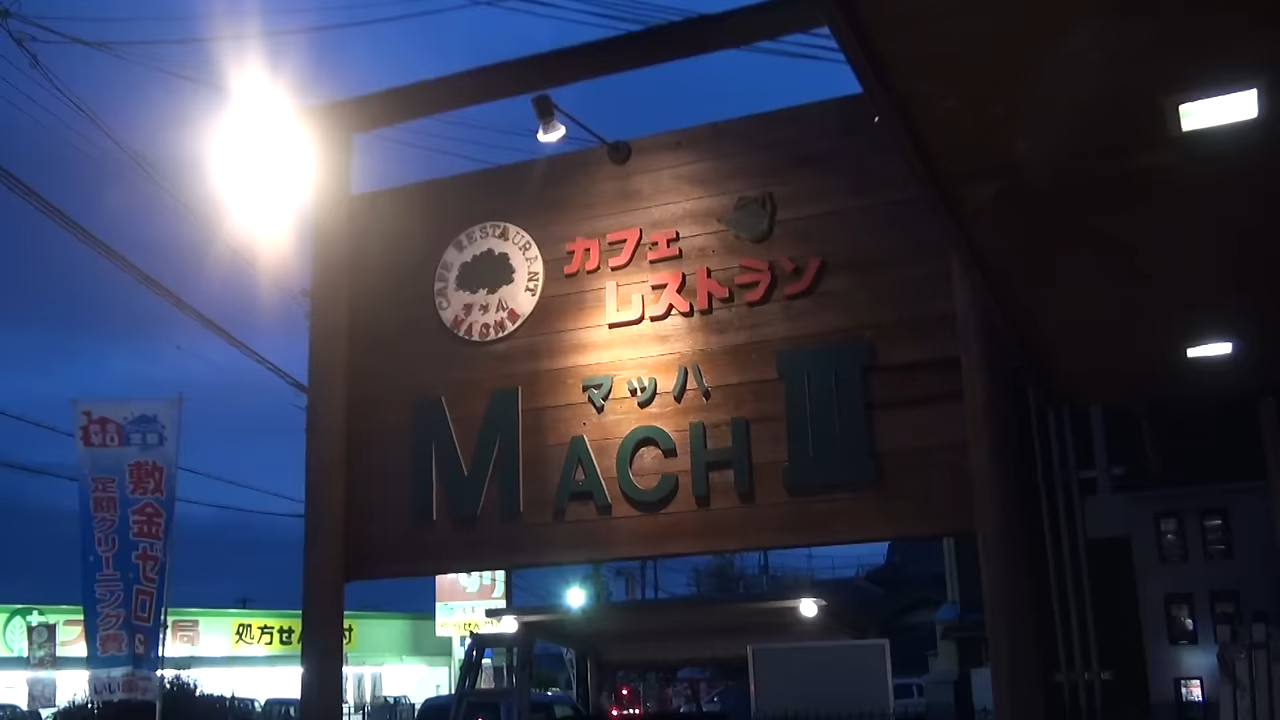 CAFE RESTAURANT
マッハ
MACHⅢ
カフェ
レストラン
マッハ
MACH Ⅲ
敷金ゼロ
定額クリーニング費
処方せん